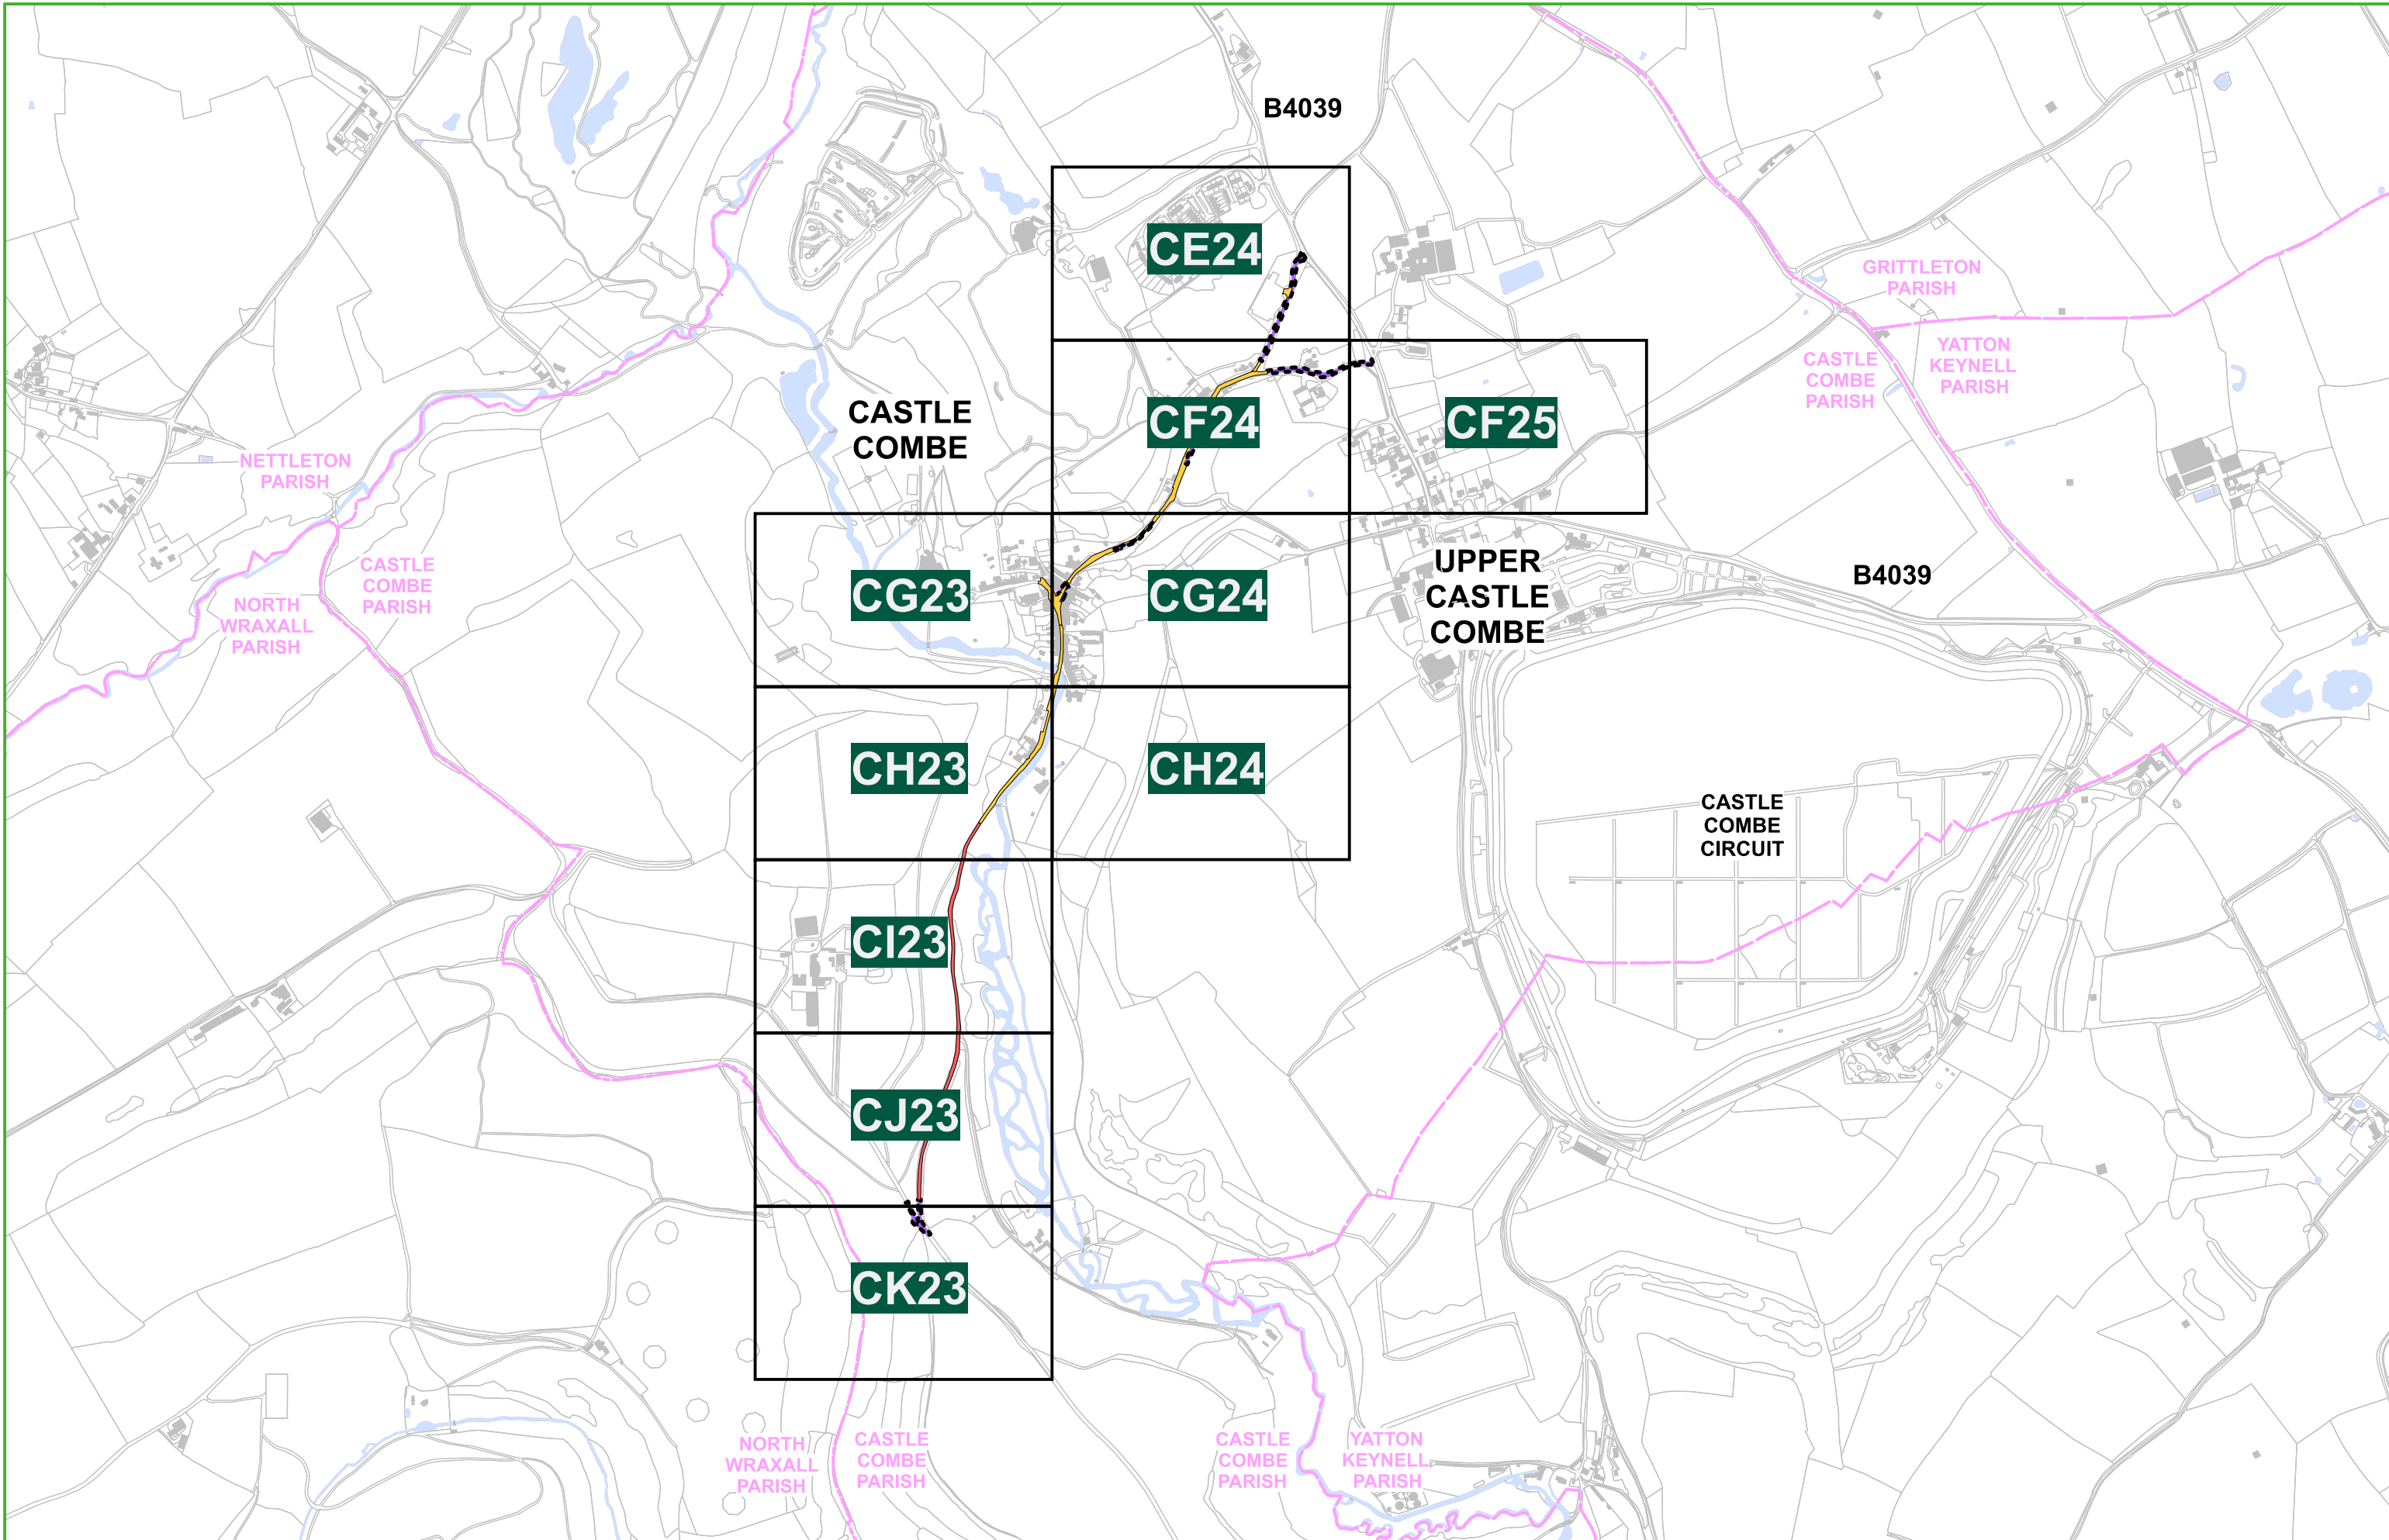 B4039
CE24
GRITTLETON
PARISH
CASTLE
COMBE
PARISH
YATTON
KEYNELL
PARISH
CASTLE
COMBE
CF24
CF25
NETTLETON
PARISH
CASTLE
COMBE
PARISH
NORTH
WRAXALL
PARISH
CG23
CG24
UPPER
CASTLE
COMBE
B4039
CH23
CH24
CASTLE
COMBE
CIRCUIT
CI23
CJ23
CK23
NORTH
WRAXALL
PARISH
CASTLE
COMBE
PARISH
CASTLE
COMBE
PARISH
YATTON
KEYNELL
PARISH